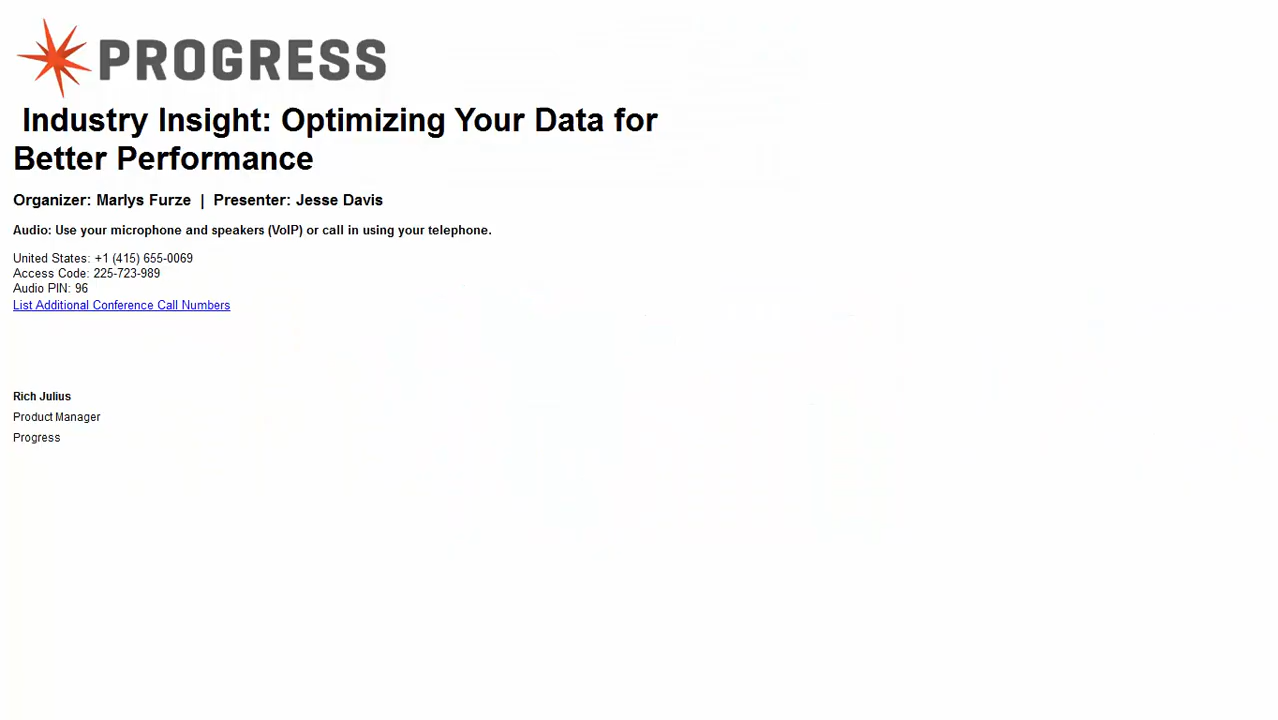 PROGRESS
Industry Insight: Optimizing Your Data for
Better Performance
Organizer: Marlys Furze | Presenter: Jesse Davis
Audio: Use your microphone and speakers (VoIP) or call in using your telephone.
United States: +1 (415) 655-0069
Access Code: 225-723-989
Audio PIN: 96
List Additional Conference Call Numbers
Rich Julius
Product Manager
Progress